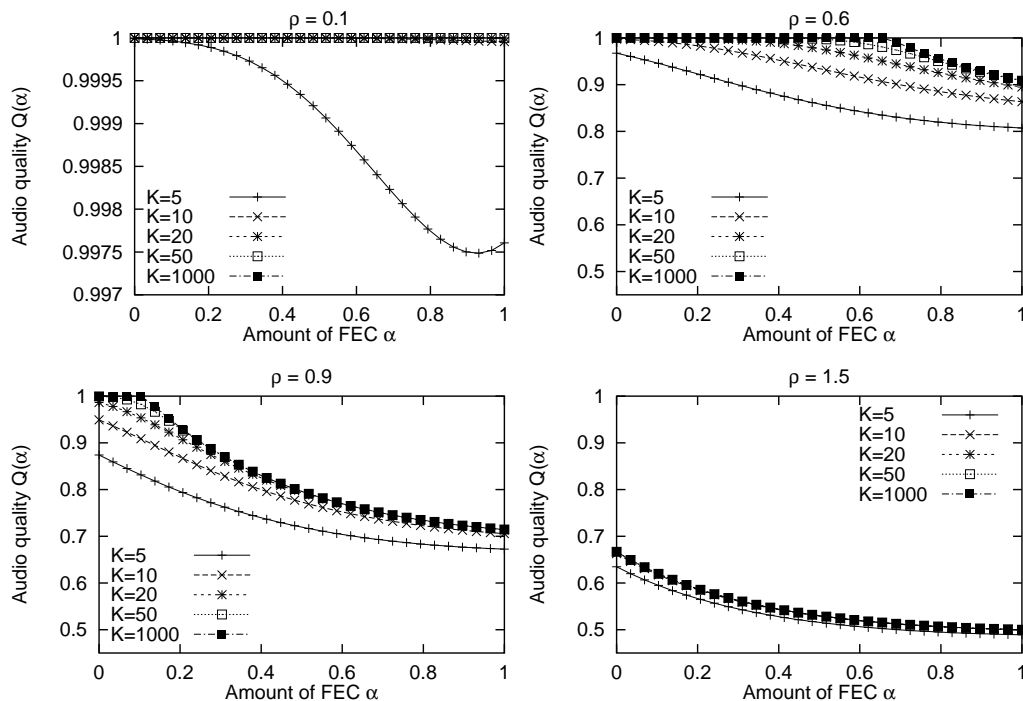 ρ = 0.1
Audio quality Q(α)
1
0.9995
0.999
0.9985
0.998
0.9975
0.997
K=5
K=10
K=20
K=50
K=1000
0 0.2 0.4 0.6 0.8 1
Amount of FEC α
ρ = 0.6
Audio quality Q(α)
1
0.9
0.8
0.7
0.6
0.5
K=5
K=10
K=20
K=50
K=1000
0 0.2 0.4 0.6 0.8 1
Amount of FEC α
ρ = 0.9
Audio quality Q(α)
1
0.9
0.8
0.7
0.6
0.5
K=5
K=10
K=20
K=50
K=1000
0 0.2 0.4 0.6 0.8 1
Amount of FEC α
ρ = 1.5
Audio quality Q(α)
1
0.9
0.8
0.7
0.6
0.5
K=5
K=10
K=20
K=50
K=1000
0 0.2 0.4 0.6 0.8 1
Amount of FEC α